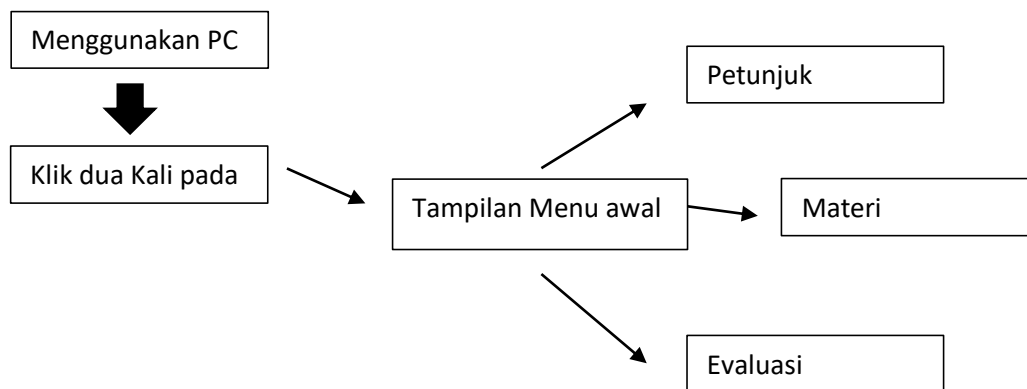 Menggunakan PC
Klik dua Kali pada
Tampilan Menu awal
Petunjuk
Materi
Evaluasi